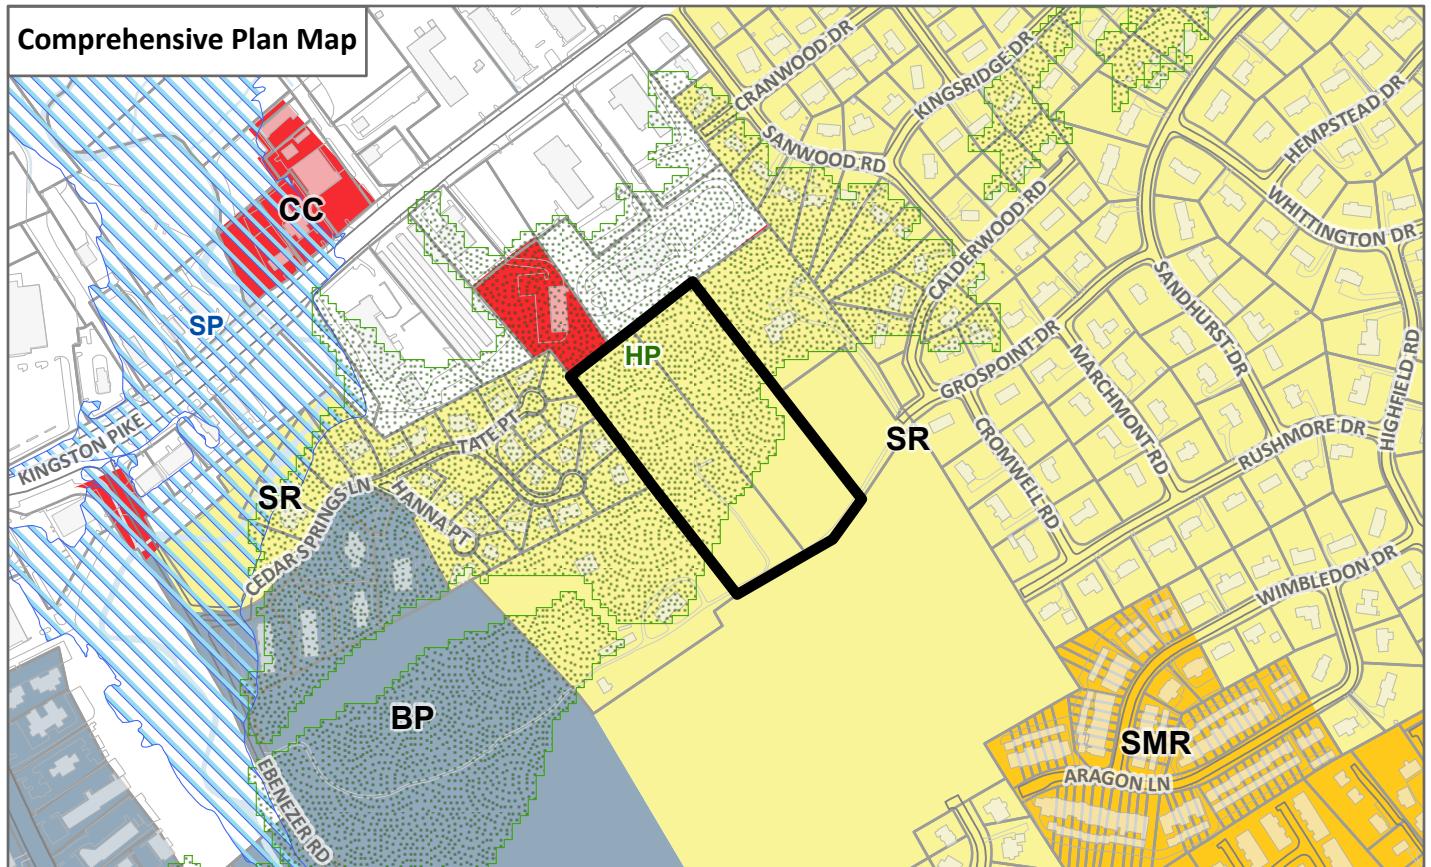 Comprehensive Plan Map
CRANWOOD DR
KINGSRIDGE DR
SANWOOD RD
HEMPSTEAD DR
WHITTINGTON DR
CALDERWOOD RD
CC
SP
SANDHURST DR
HP
GROSPOINT DR
MARCHMONT RD
HIGHFIELD RD
KINGSTON PIKE
TATE PT
SR
CROMWELL RD
RUSHMORE DR
SR
HANNA PT
CEDAR SPRINGS LN
WIMBLEDON DR
BP
SMR
ARAGON LN
EBENEZER RD